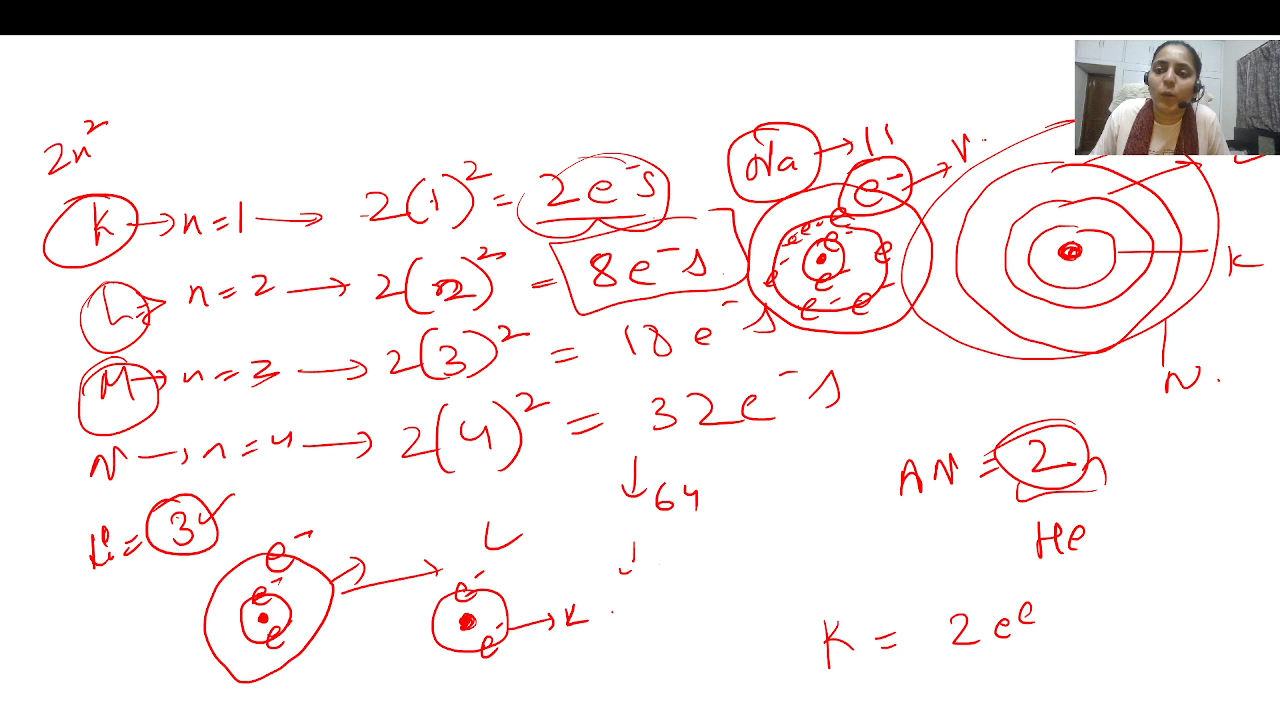 2n²
K → n=1 → 2(1)² = 2e⁻s
L → n=2 → 2(2)² = 8e⁻s
M → n=3 → 2(3)² = 18e⁻s
N → n=4 → 2(4)² = 32e⁻s
↓ 64
Na → 11
e⁻ → V.
e⁻ e⁻ e e e⁻ e⁻ e⁻
K
N.
AN = 2
He
K = 2e
Li = 3
e⁻
e⁻
e
L
e⁻
e⁻ → K